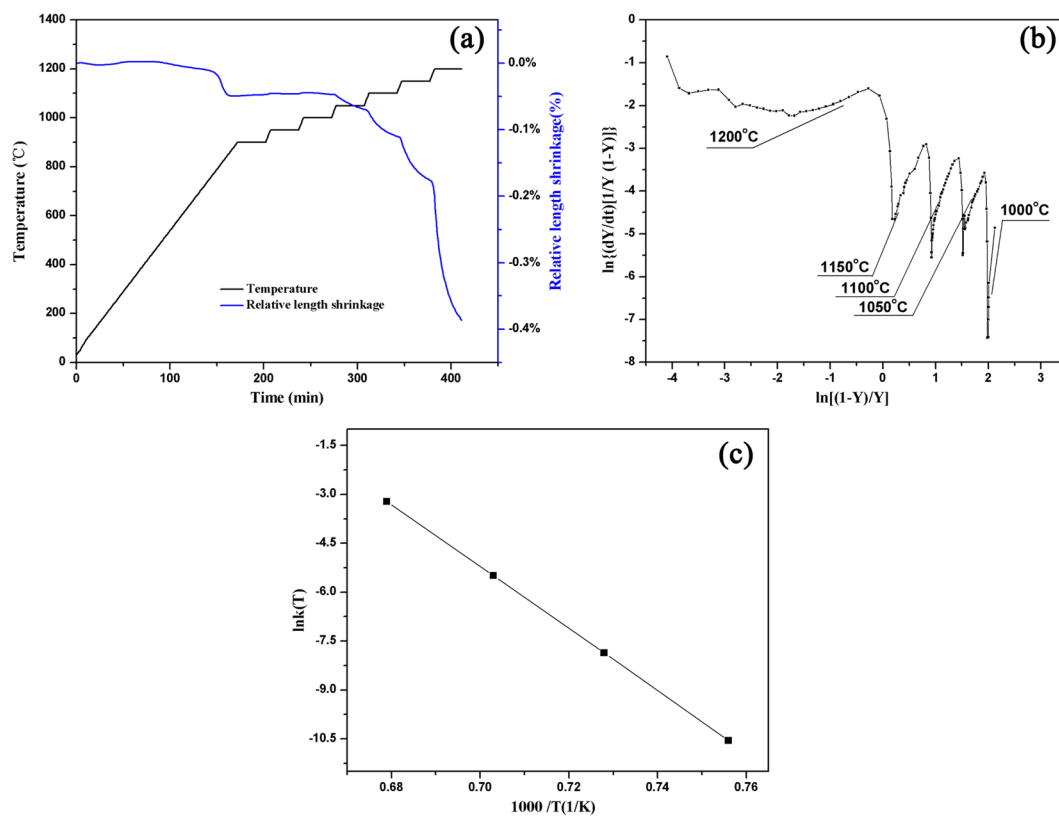 (a)
1400
1200
1000
800
600
400
200
0
Temperature (℃)
0.0%
-0.1%
-0.2%
-0.3%
-0.4%
Relative length shrinkage(%)
Temperature
Relative length shrinkage
0 100 200 300 400
Time (min)
(b)
0
-1
-2
-3
-4
-5
-6
-7
-8
ln{(dY/dt)[1/Y (1-Y)]}
1200°C
1000°C
1150°C
1100°C
1050°C
-4 -3 -2 -1 0 1 2 3
ln[(1-Y)/Y]
(c)
-1.5
-3.0
-4.5
-6.0
-7.5
-9.0
-10.5
lnk(T)
0.68 0.70 0.72 0.74 0.76
1000 /T(1/K)